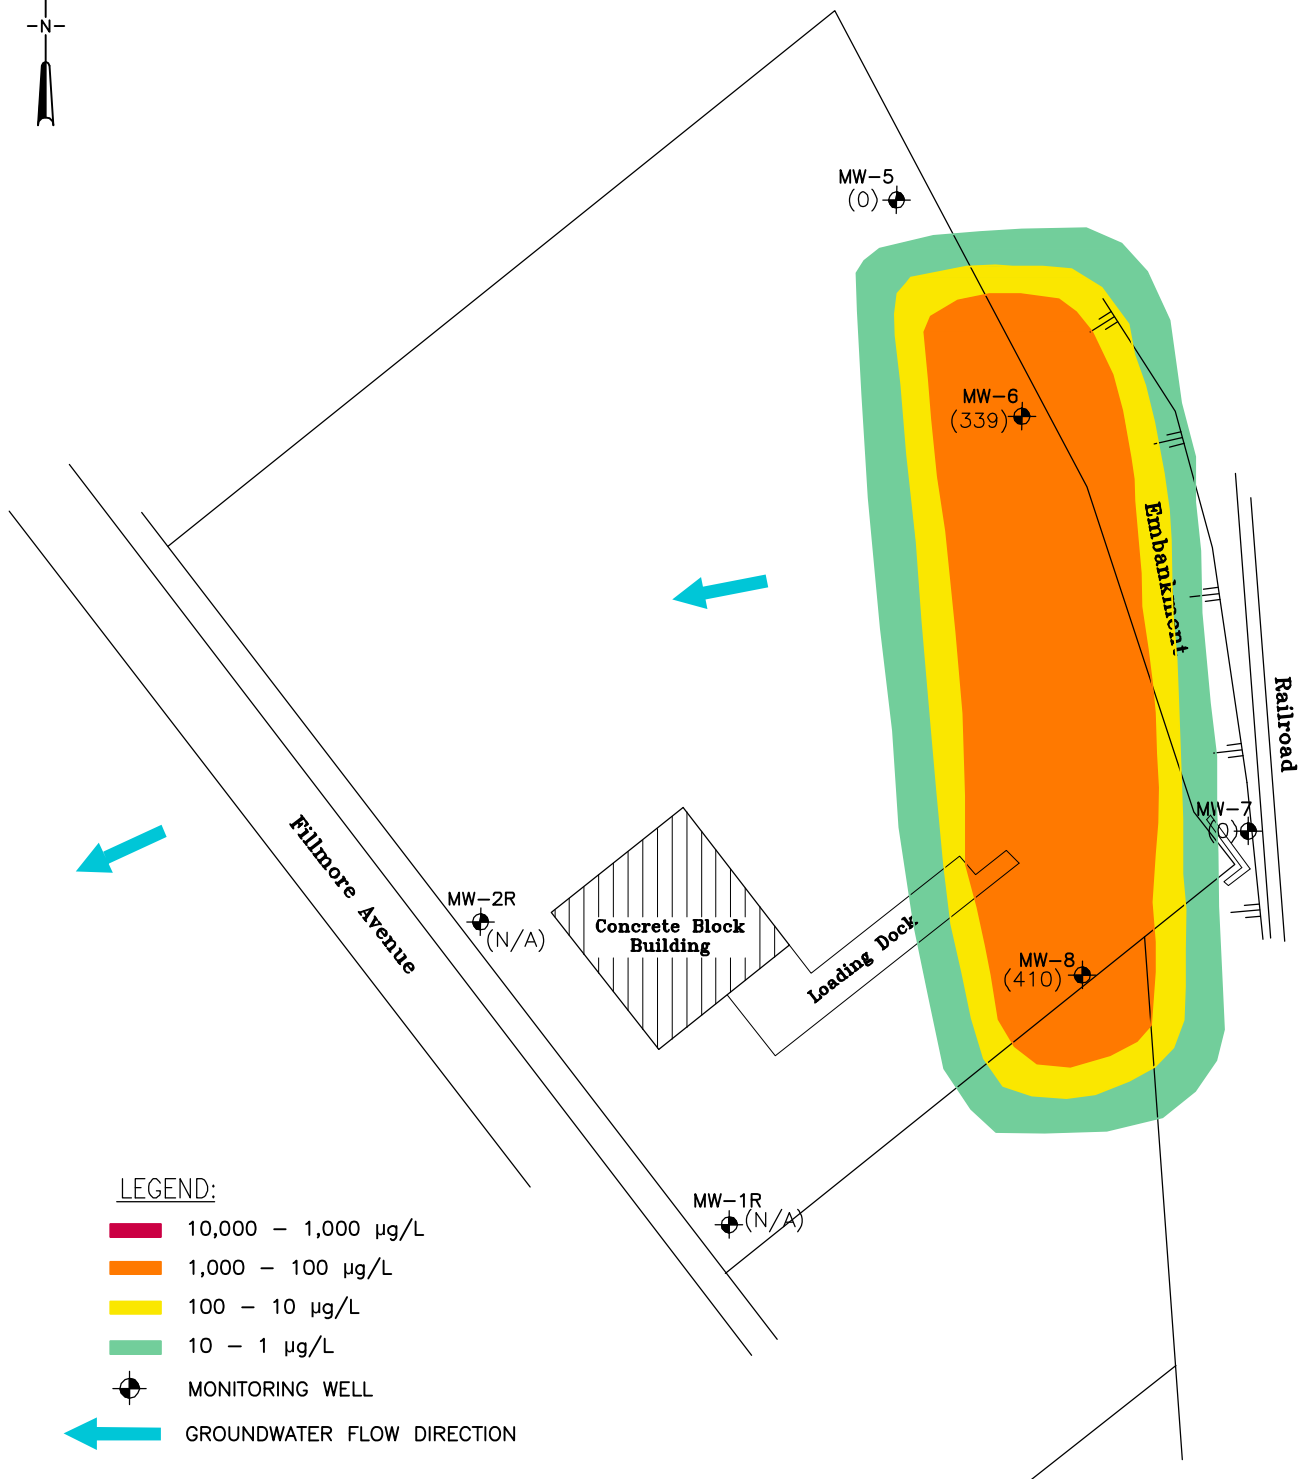 N
MW-5
(0)
MW-6
(339)
Embankment
Railroad
MW-7
(0)
Fillmore Avenue
MW-2R
(N/A)
Concrete Block
Building
Loading Dock
MW-8
(410)
MW-1R
(N/A)
LEGEND:
10,000 – 1,000 µg/L
1,000 – 100 µg/L
100 – 10 µg/L
10 – 1 µg/L
MONITORING WELL
GROUNDWATER FLOW DIRECTION